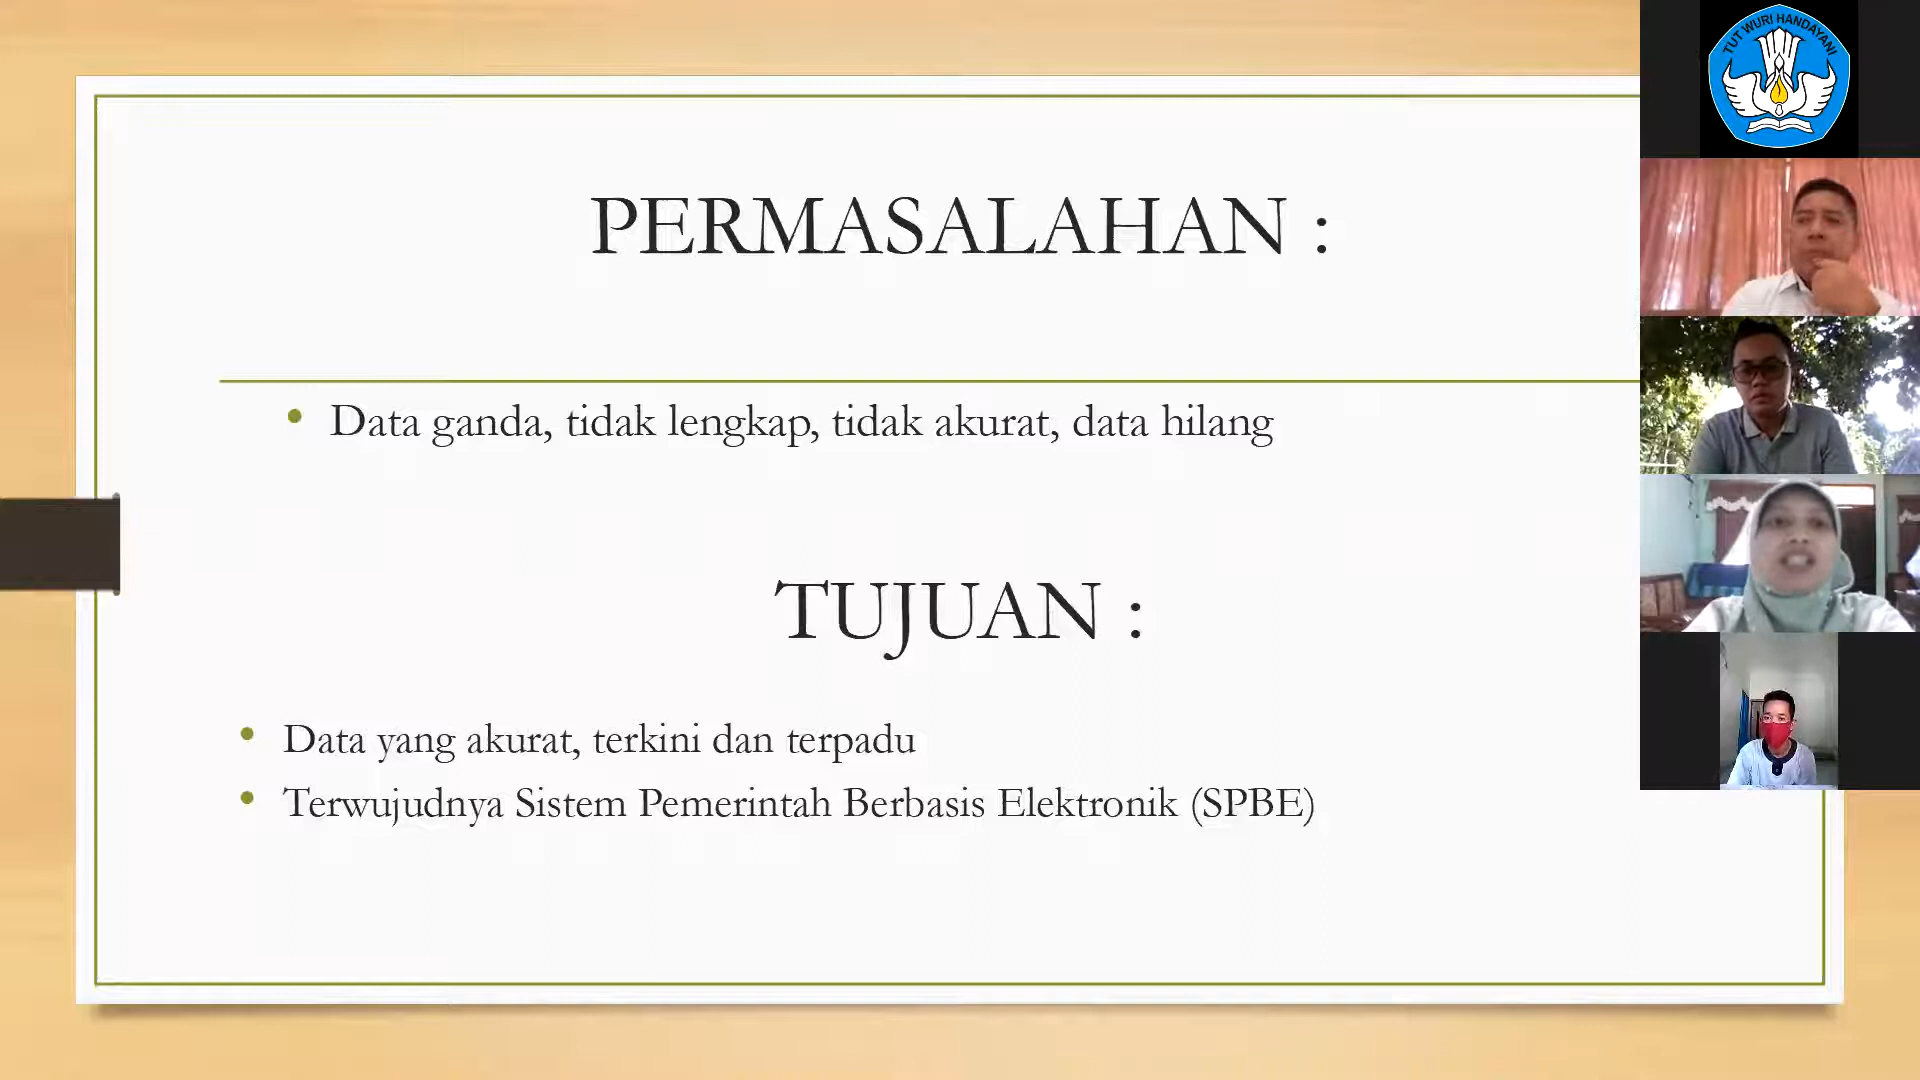 PERMASALAHAN :
Data ganda, tidak lengkap, tidak akurat, data hilang
TUJUAN :
Data yang akurat, terkini dan terpadu
Terwujudnya Sistem Pemerintah Berbasis Elektronik (SPBE)
TUT WURI HANDAYANI